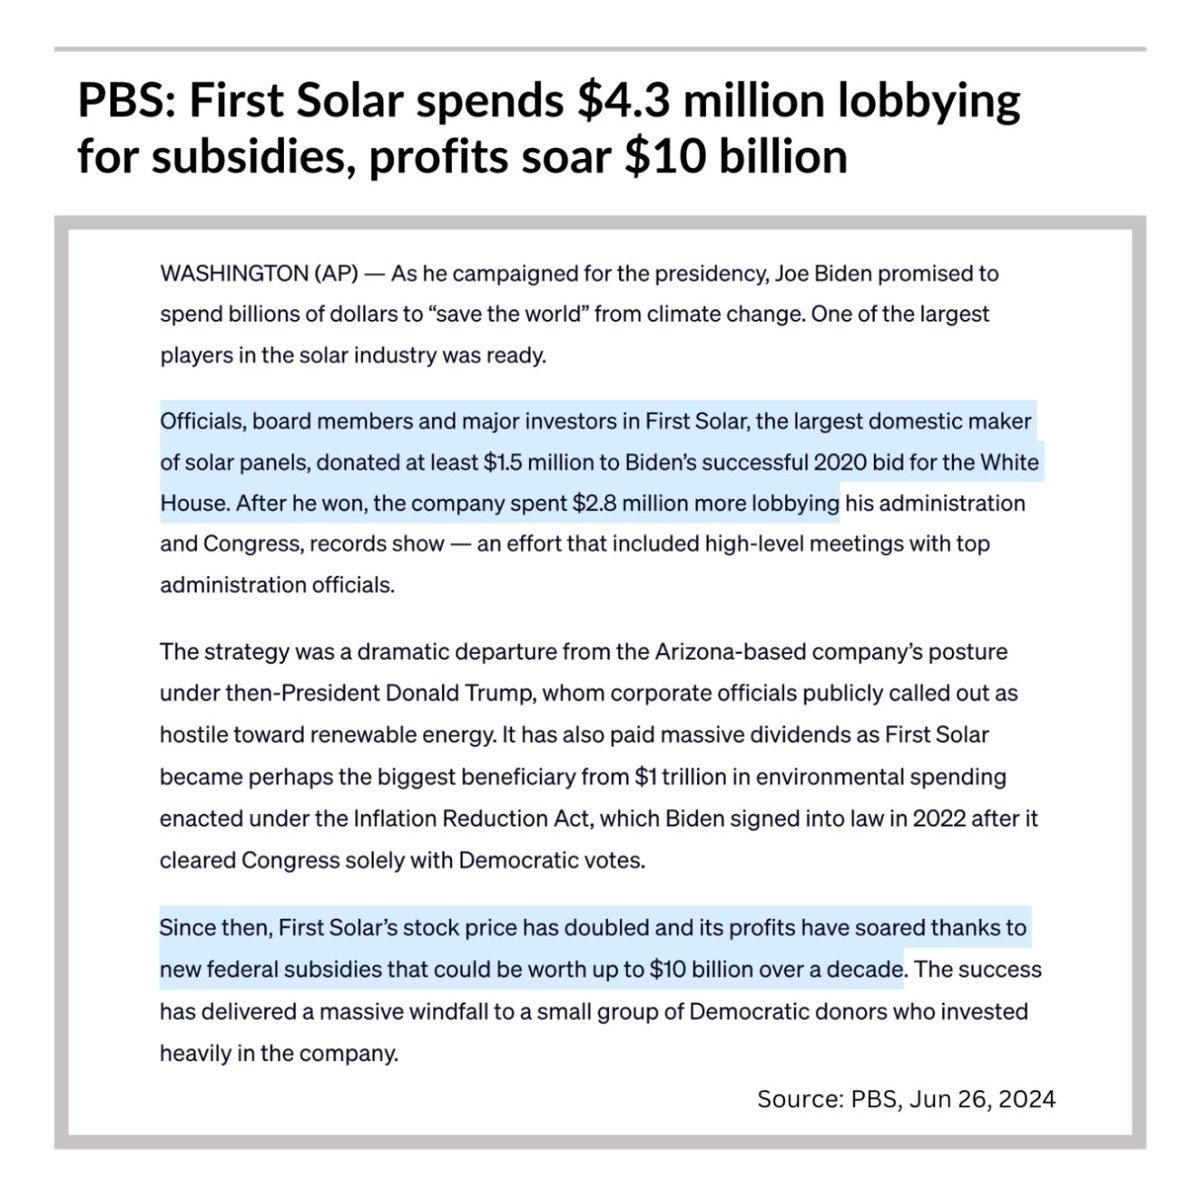 PBS: First Solar spends $4.3 million lobbying
for subsidies, profits soar $10 billion
WASHINGTON (AP) — As he campaigned for the presidency, Joe Biden promised to
spend billions of dollars to “save the world” from climate change. One of the largest
players in the solar industry was ready.
Officials, board members and major investors in First Solar, the largest domestic maker
of solar panels, donated at least $1.5 million to Biden’s successful 2020 bid for the White
House. After he won, the company spent $2.8 million more lobbying his administration
and Congress, records show — an effort that included high-level meetings with top
administration officials.
The strategy was a dramatic departure from the Arizona-based company’s posture
under then-President Donald Trump, whom corporate officials publicly called out as
hostile toward renewable energy. It has also paid massive dividends as First Solar
became perhaps the biggest beneficiary from $1 trillion in environmental spending
enacted under the Inflation Reduction Act, which Biden signed into law in 2022 after it
cleared Congress solely with Democratic votes.
Since then, First Solar’s stock price has doubled and its profits have soared thanks to
new federal subsidies that could be worth up to $10 billion over a decade. The success
has delivered a massive windfall to a small group of Democratic donors who invested
heavily in the company.
Source: PBS, Jun 26, 2024